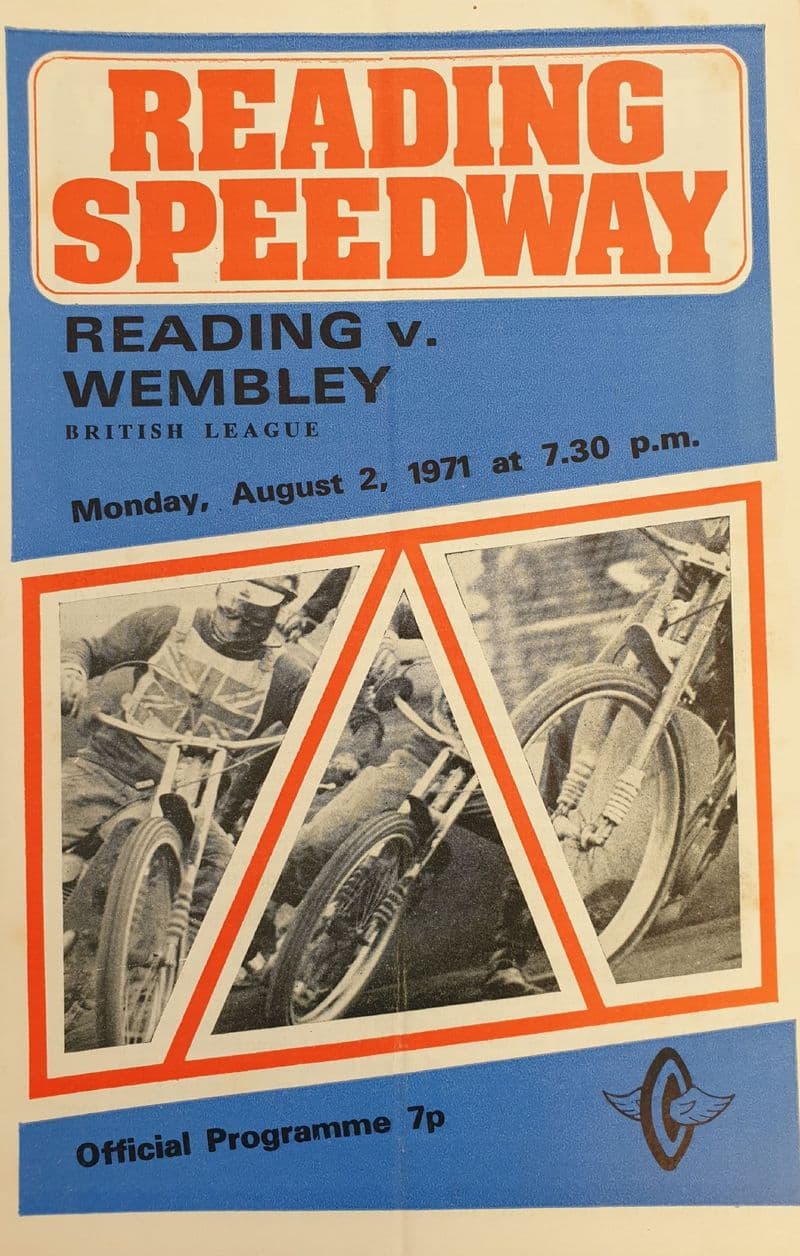 READING
SPEEDWAY
READING v.
WEMBLEY
BRITISH LEAGUE
Monday, August 2, 1971 at 7.30 p.m.
Official Programme 7p